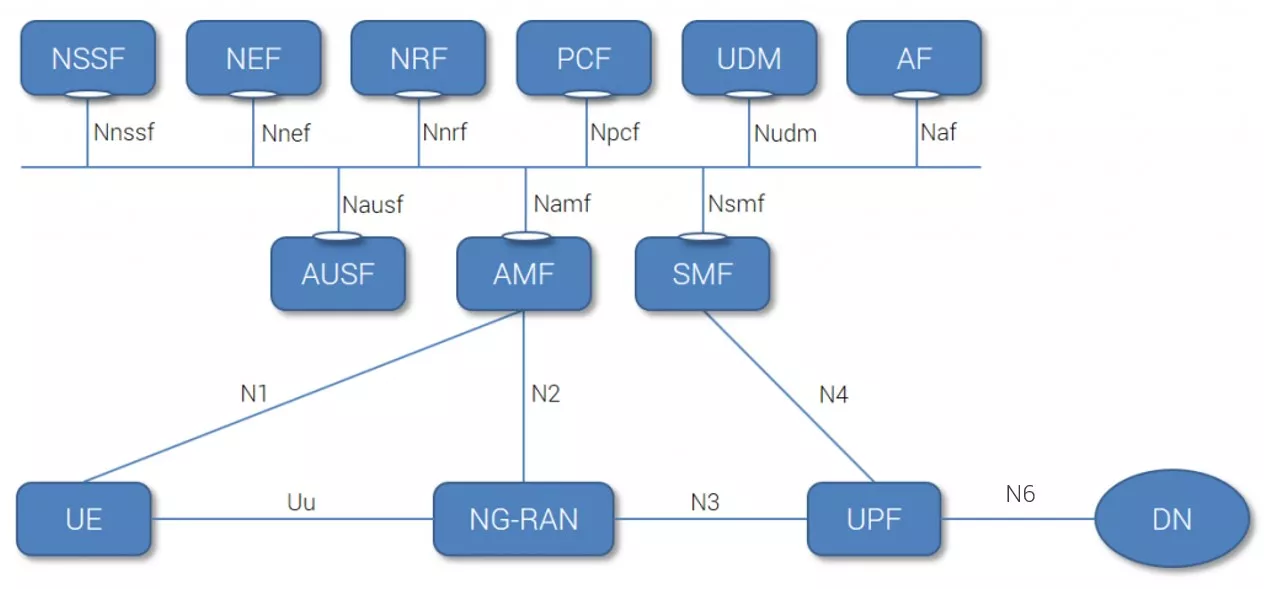 NSSF NEF NRF PCF UDM AF
Nnssf Nnef Nnrf Npcf Nudm Naf
Nausf Namf Nsmf
AUSF AMF SMF
N1 N2 N4
Uu N3 N6
UE NG-RAN UPF DN